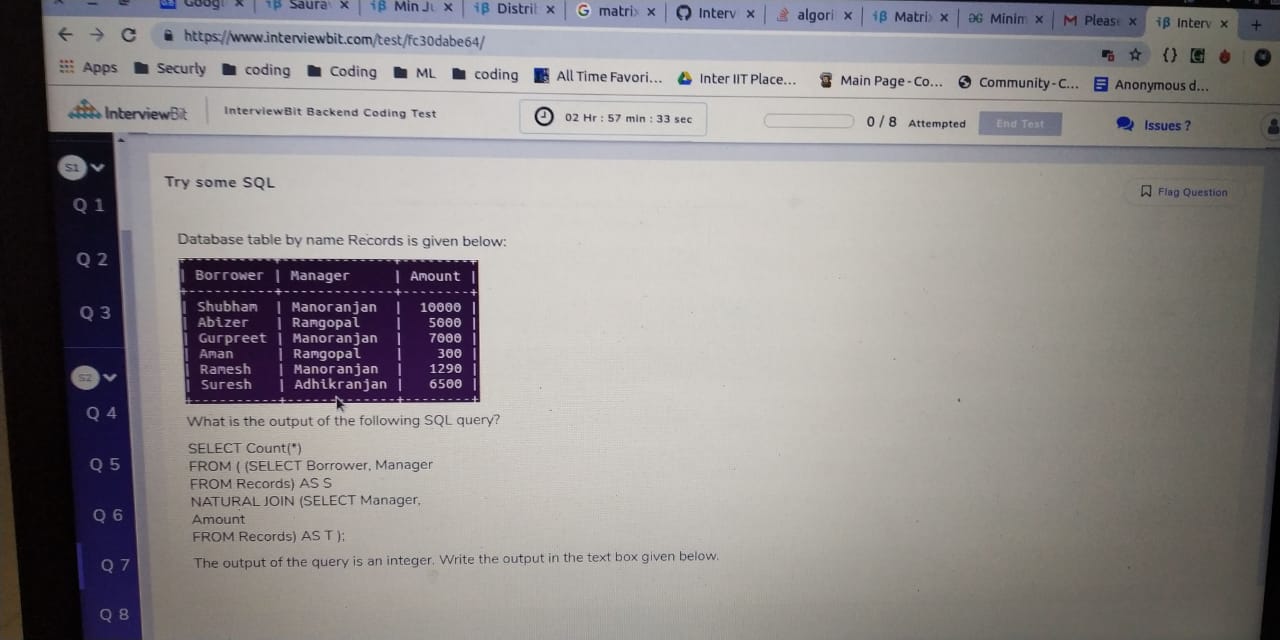 Googl × iβ Saura × iβ Min Ju × iβ Distril × G matrix × Interv × algori × iβ Matrix × Minim × M Please × iβ Interv × +
https://www.interviewbit.com/test/fc30dabe64/
Apps Securly coding Coding ML coding All Time Favori... Inter IIT Place... Main Page - Co... Community - C... Anonymous d...
InterviewBit InterviewBit Backend Coding Test 02 Hr : 57 min : 33 sec 0 / 8 Attempted End Test Issues ?
S1
Q 1
Q 2
Q 3
S2
Q 4
Q 5
Q 6
Q 7
Q 8
Try some SQL
Flag Question
Database table by name Records is given below:
| Borrower | Manager | Amount |
| Shubham | Manoranjan | 10000 |
| Abizer | Ramgopal | 5000 |
| Gurpreet | Manoranjan | 7000 |
| Aman | Ramgopal | 300 |
| Ramesh | Manoranjan | 1290 |
| Suresh | Adhikranjan | 6500 |
What is the output of the following SQL query?
SELECT Count(*)
FROM ( (SELECT Borrower, Manager
FROM Records) AS S
NATURAL JOIN (SELECT Manager,
Amount
FROM Records) AS T );
The output of the query is an integer. Write the output in the text box given below.